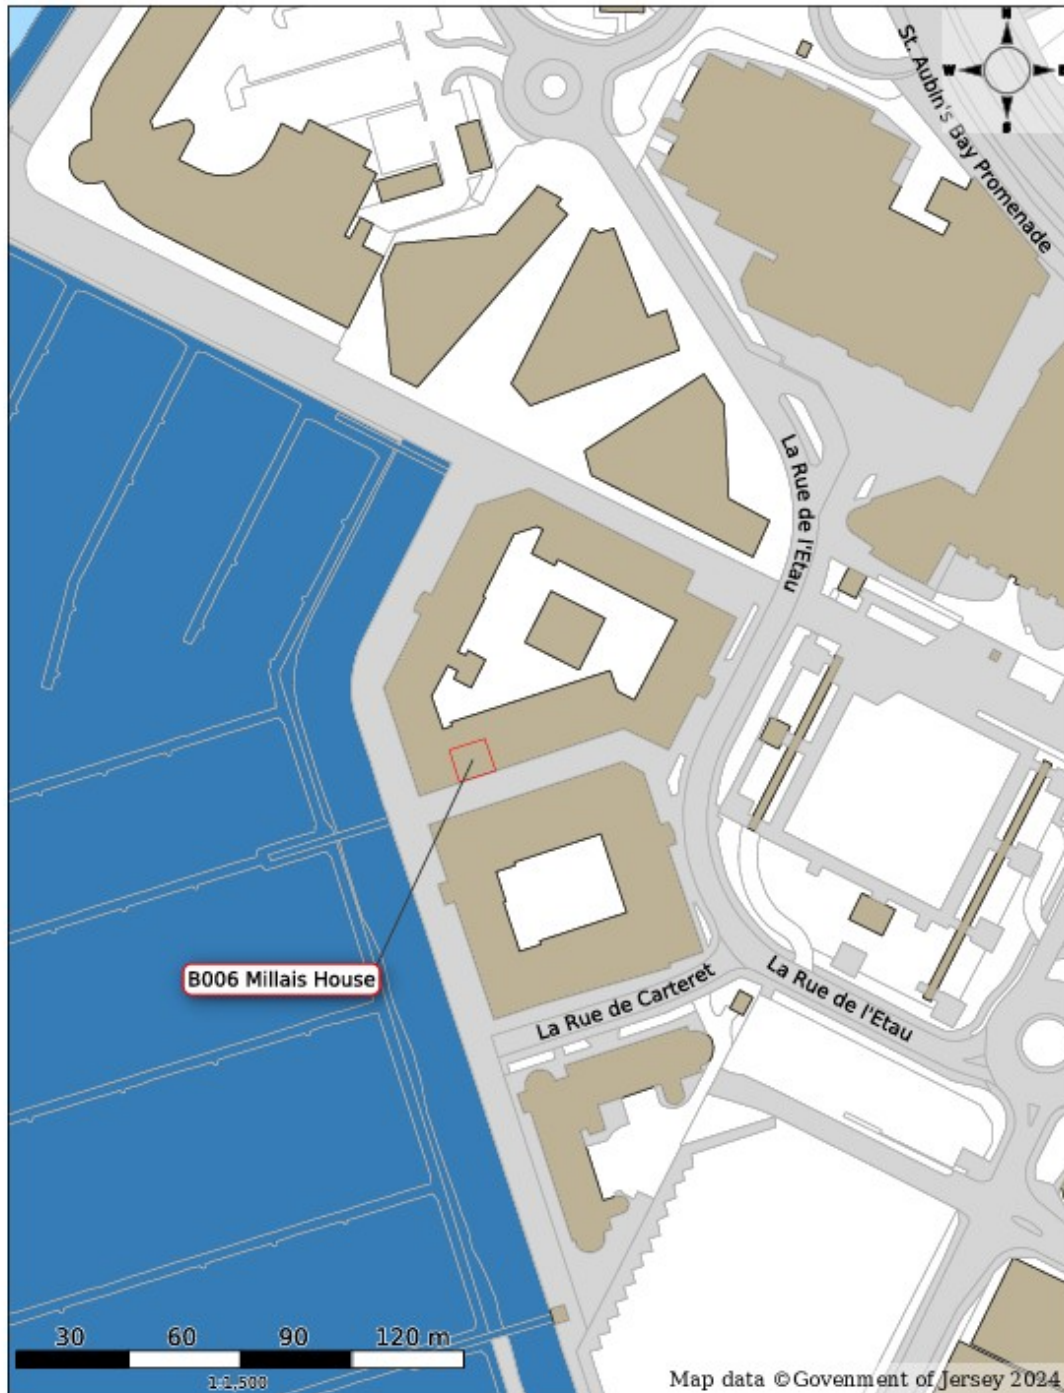 St. Aubin's Bay Promenade
N
W
S
La Rue de l'Etau
B006 Millais House
La Rue de Carteret
La Rue de l'Etau
30 60 90 120 m
1:1,500
Map data ©Govenment of Jersey 2024